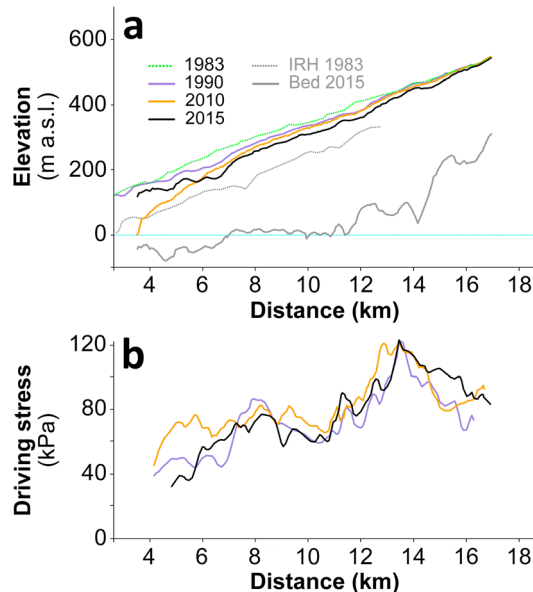 a
600
400
200
0
Elevation
(m a.s.l.)
1983
1990
2010
2015
IRH 1983
Bed 2015
4 6 8 10 12 14 16 18
Distance (km)
b
120
80
40
0
Driving stress
(kPa)
4 6 8 10 12 14 16
Distance (km)